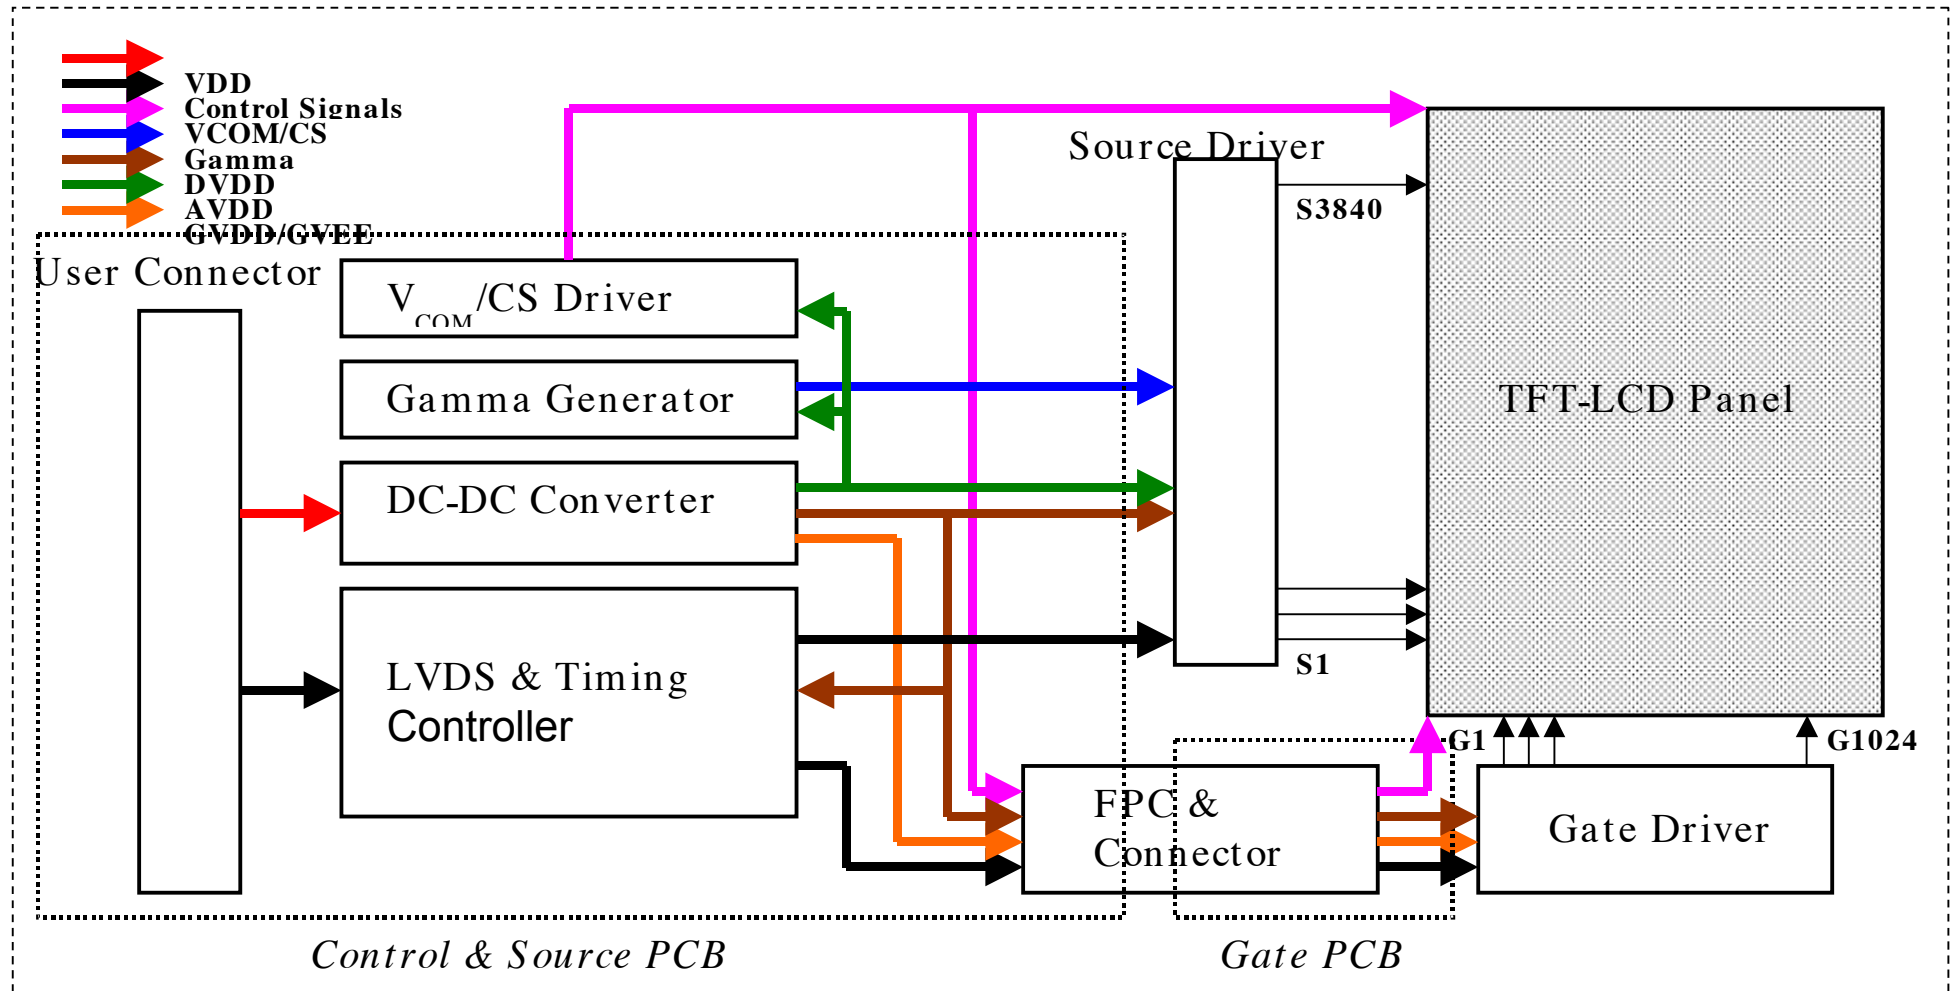 VDD
Control Signals
VCOM/CS
Gamma
DVDD
AVDD
GVDD/GVEE
User Connector
Source Driver
S3840
VCOM/CS Driver
Gamma Generator
TFT-LCD Panel
DC-DC Converter
LVDS & Timing
Controller
S1
G1
G1024
FPC &
Connector
Gate Driver
Control & Source PCB
Gate PCB